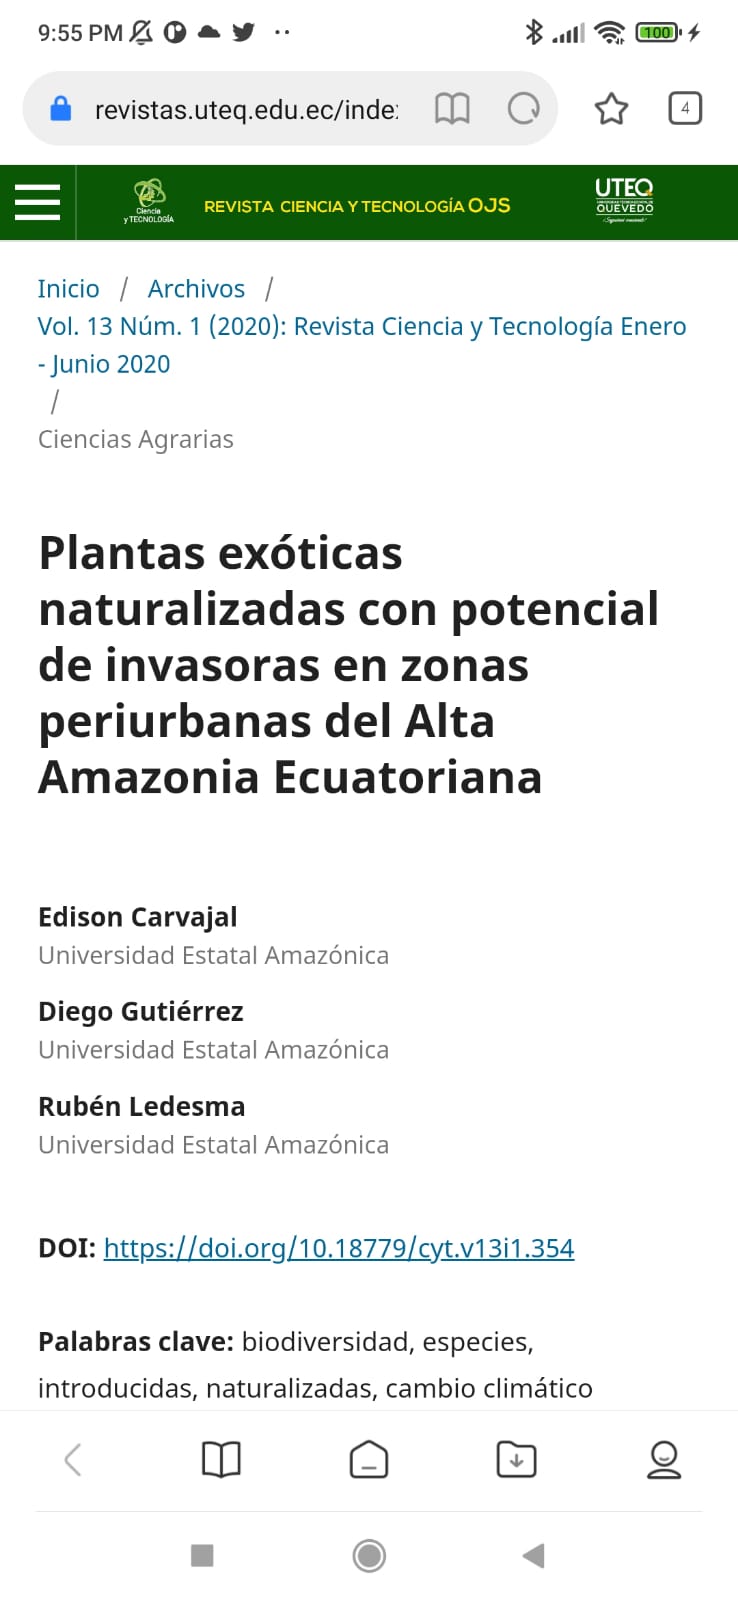 9:55 PM
100
revistas.uteq.edu.ec/inde
4
Ciencia
y TECNOLOGÍA
REVISTA CIENCIA Y TECNOLOGÍA OJS
UTEQ
QUEVEDO
Inicio / Archivos /
Vol. 13 Núm. 1 (2020): Revista Ciencia y Tecnología Enero
- Junio 2020
/
Ciencias Agrarias
Plantas exóticas
naturalizadas con potencial
de invasoras en zonas
periurbanas del Alta
Amazonia Ecuatoriana
Edison Carvajal
Universidad Estatal Amazónica
Diego Gutiérrez
Universidad Estatal Amazónica
Rubén Ledesma
Universidad Estatal Amazónica
DOI: https://doi.org/10.18779/cyt.v13i1.354
Palabras clave: biodiversidad, especies,
introducidas, naturalizadas, cambio climático